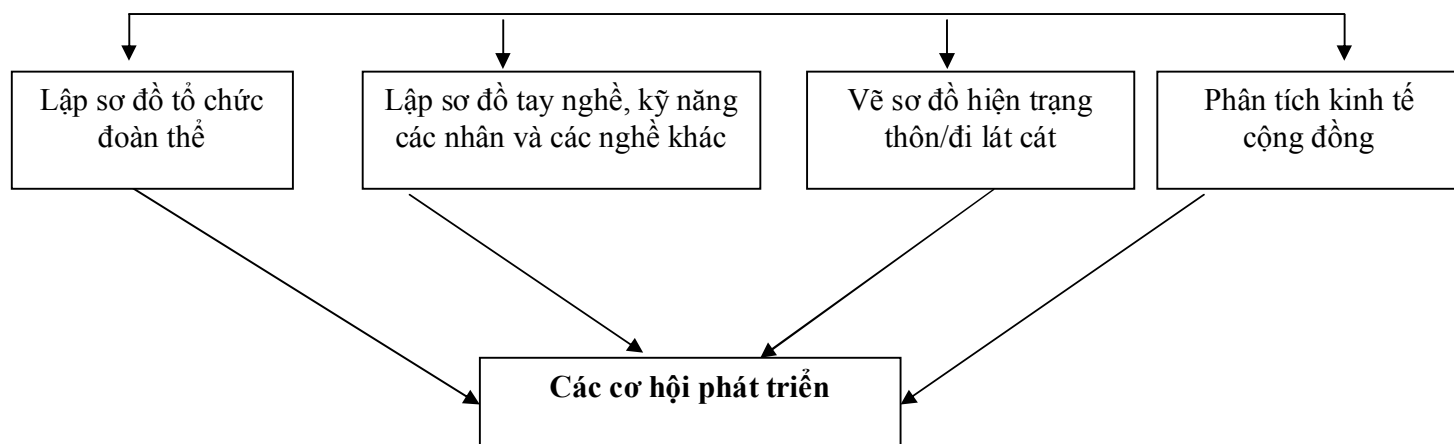 Lập sơ đồ tổ chức
đoàn thể
Lập sơ đồ tay nghề, kỹ năng
các nhân và các nghề khác
Vẽ sơ đồ hiện trạng
thôn/đi lát cát
Phân tích kinh tế
cộng đồng
Các cơ hội phát triển